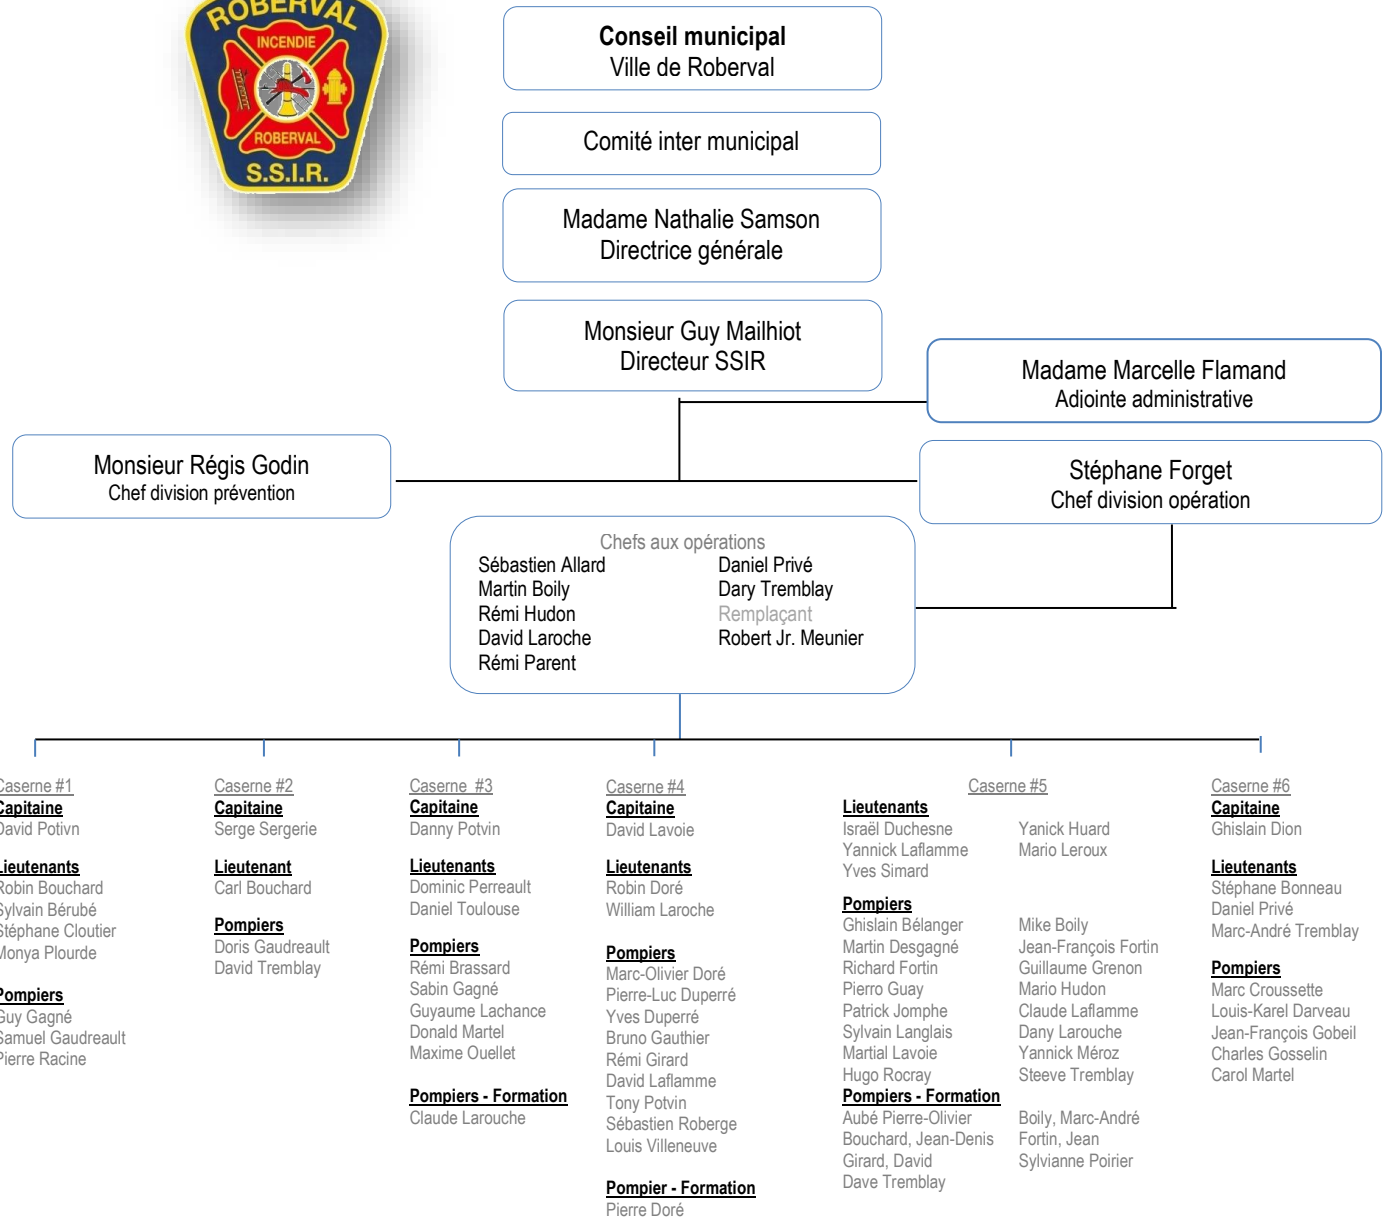 ROBERVAL
INCENDIE
ROBERVAL
S.S.I.R.
Conseil municipal
Ville de Roberval
Comité inter municipal
Madame Nathalie Samson
Directrice générale
Monsieur Guy Mailhiot
Directeur SSIR
Madame Marcelle Flamand
Adjointe administrative
Monsieur Régis Godin
Chef division prévention
Stéphane Forget
Chef division opération
Chefs aux opérations
Sébastien Allard
Martin Boily
Rémi Hudon
David Laroche
Rémi Parent
Daniel Privé
Dary Tremblay
Remplaçant
Robert Jr. Meunier
Caserne #1
Capitaine
David Potivn
Lieutenants
Robin Bouchard
Sylvain Bérubé
Stéphane Cloutier
Monya Plourde
Pompiers
Guy Gagné
Samuel Gaudreault
Pierre Racine
Caserne #2
Capitaine
Serge Sergerie
Lieutenant
Carl Bouchard
Pompiers
Doris Gaudreault
David Tremblay
Caserne #3
Capitaine
Danny Potvin
Lieutenants
Dominic Perreault
Daniel Toulouse
Pompiers
Rémi Brassard
Sabin Gagné
Guyaume Lachance
Donald Martel
Maxime Ouellet
Pompiers - Formation
Claude Larouche
Caserne #4
Capitaine
David Lavoie
Lieutenants
Robin Doré
William Laroche
Pompiers
Marc-Olivier Doré
Pierre-Luc Duperré
Yves Duperré
Bruno Gauthier
Rémi Girard
David Laflamme
Tony Potvin
Sébastien Roberge
Louis Villeneuve
Pompier - Formation
Pierre Doré
Caserne #5
Lieutenants
Israël Duchesne
Yannick Laflamme
Yves Simard
Yanick Huard
Mario Leroux
Pompiers
Ghislain Bélanger
Martin Desgagné
Richard Fortin
Pierro Guay
Patrick Jomphe
Sylvain Langlais
Martial Lavoie
Hugo Rocray
Mike Boily
Jean-François Fortin
Guillaume Grenon
Mario Hudon
Claude Laflamme
Dany Larouche
Yannick Méroz
Steeve Tremblay
Pompiers - Formation
Aubé Pierre-Olivier
Bouchard, Jean-Denis
Girard, David
Dave Tremblay
Boily, Marc-André
Fortin, Jean
Sylvianne Poirier
Caserne #6
Capitaine
Ghislain Dion
Lieutenants
Stéphane Bonneau
Daniel Privé
Marc-André Tremblay
Pompiers
Marc Croussette
Louis-Karel Darveau
Jean-François Gobeil
Charles Gosselin
Carol Martel